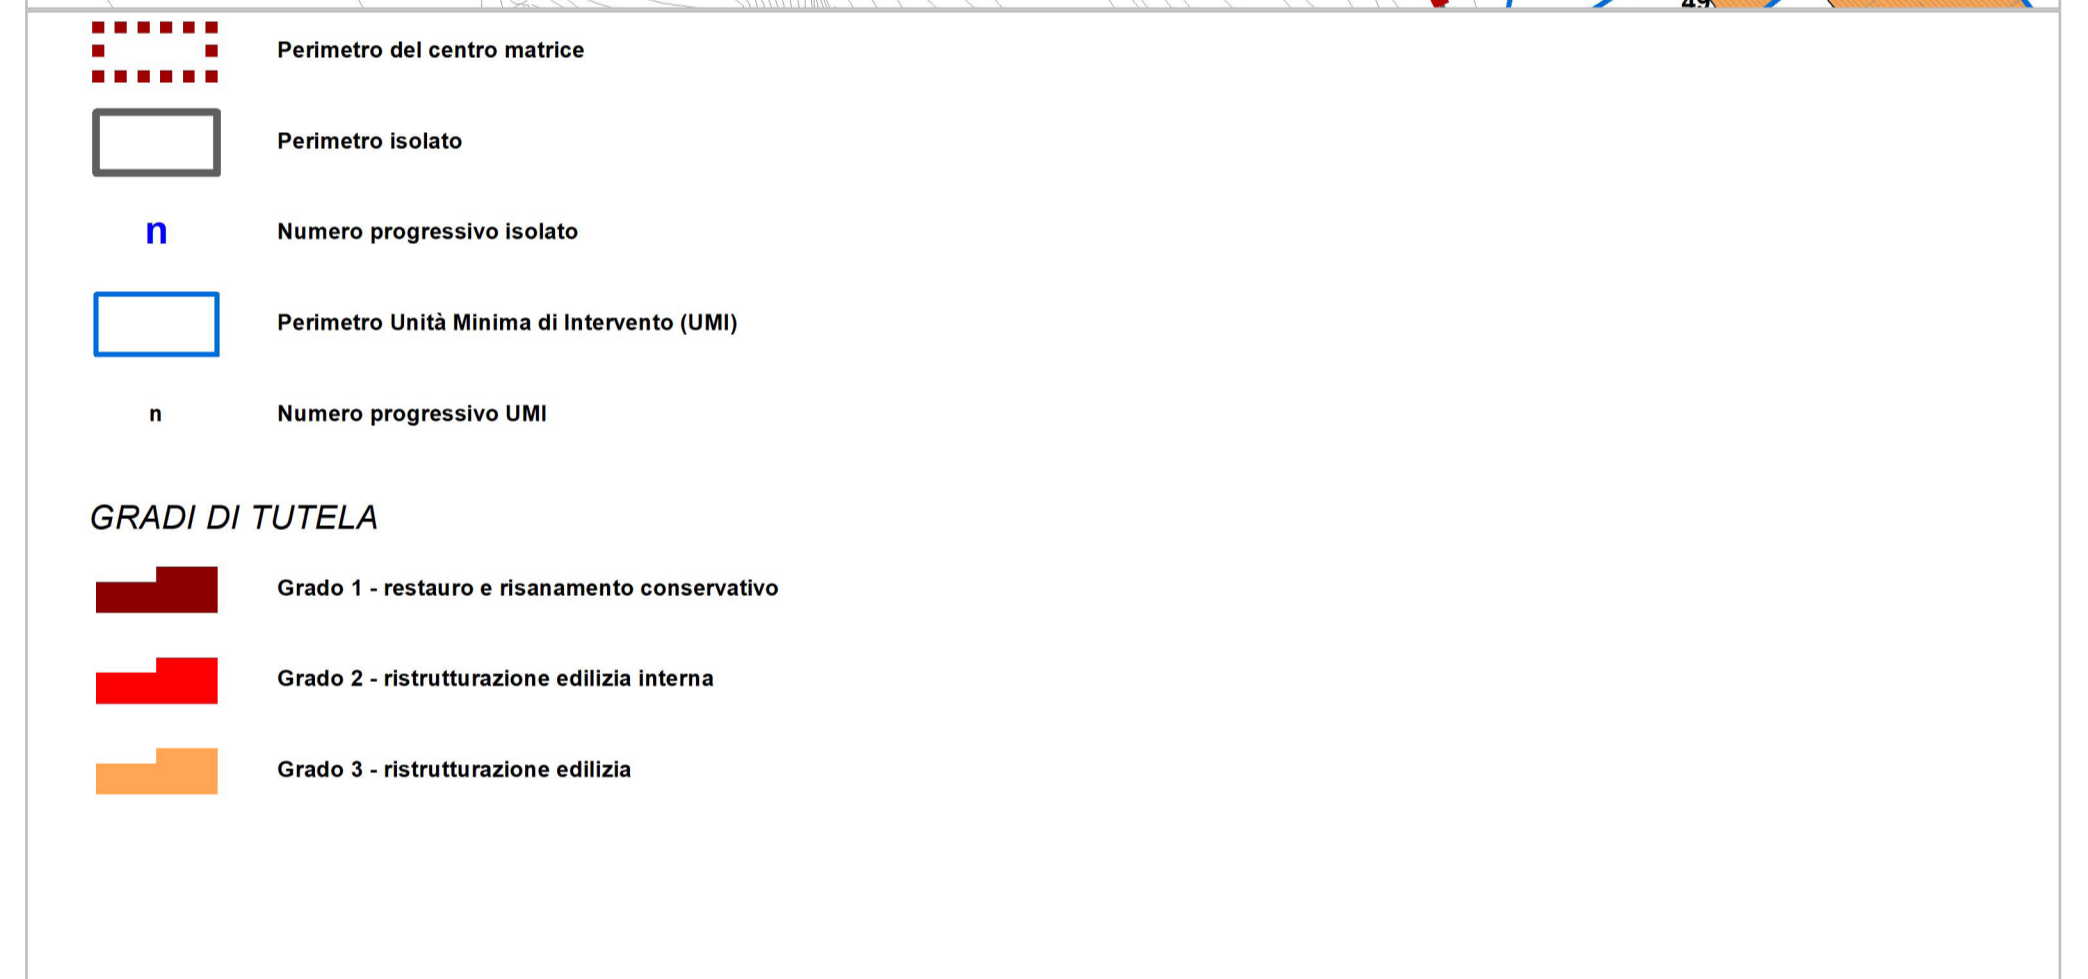 49
Perimetro del centro matrice
Perimetro isolato
n
Numero progressivo isolato
Perimetro Unità Minima di Intervento (UMI)
n
Numero progressivo UMI
GRADI DI TUTELA
Grado 1 - restauro e risanamento conservativo
Grado 2 - ristrutturazione edilizia interna
Grado 3 - ristrutturazione edilizia